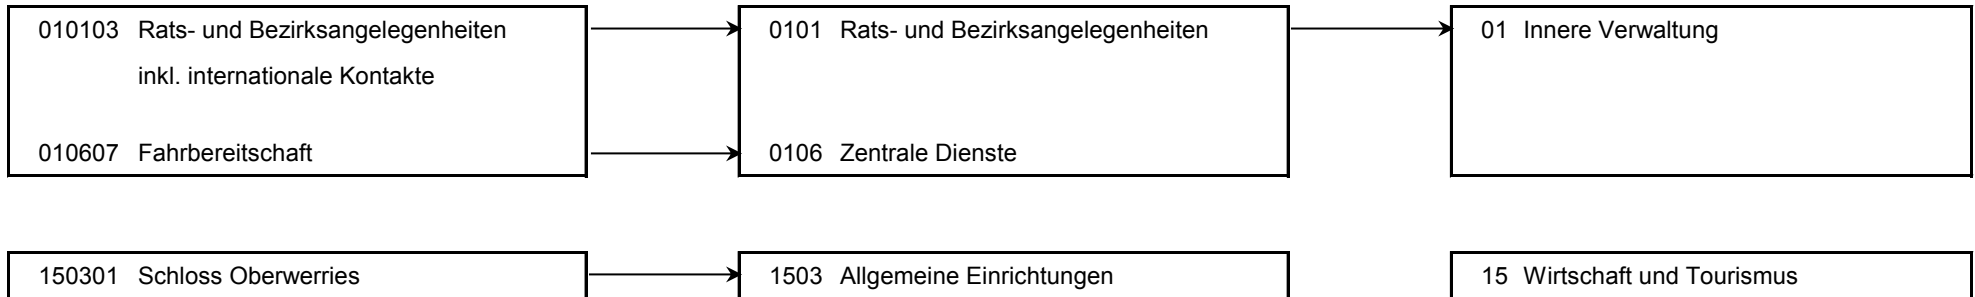 010103 Rats- und Bezirksangelegenheiten 0101 Rats- und Bezirksangelegenheiten 01 Innere Verwaltung
inkl. internationale Kontakte
010607 Fahrbereitschaft 0106 Zentrale Dienste
150301 Schloss Oberwerries 1503 Allgemeine Einrichtungen 15 Wirtschaft und Tourismus